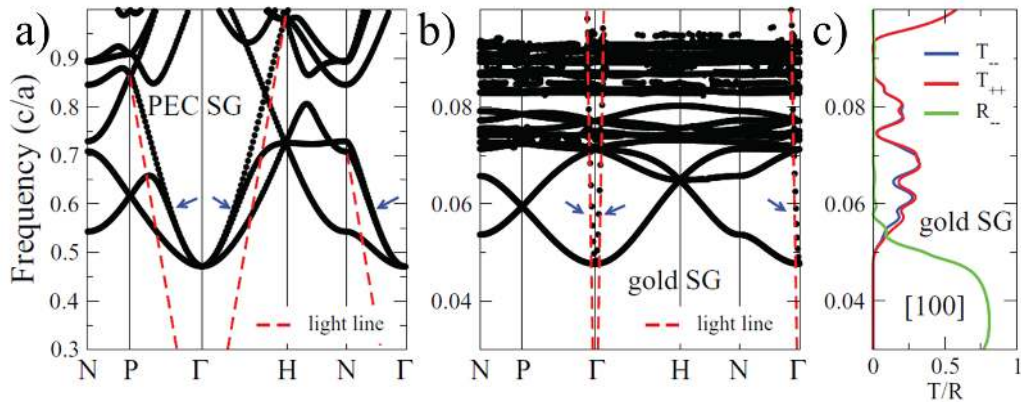 a)
b)
c)
Frequency (c/a)
0.9
0.8
0.7
0.6
0.5
0.4
0.3
PEC SG
light line
N P Γ H N Γ
0.08
0.06
0.04
gold SG
light line
N P Γ H N Γ
T--
T++
R--
0.08
0.06
0.04
gold SG
[100]
0 0.5 1
T/R